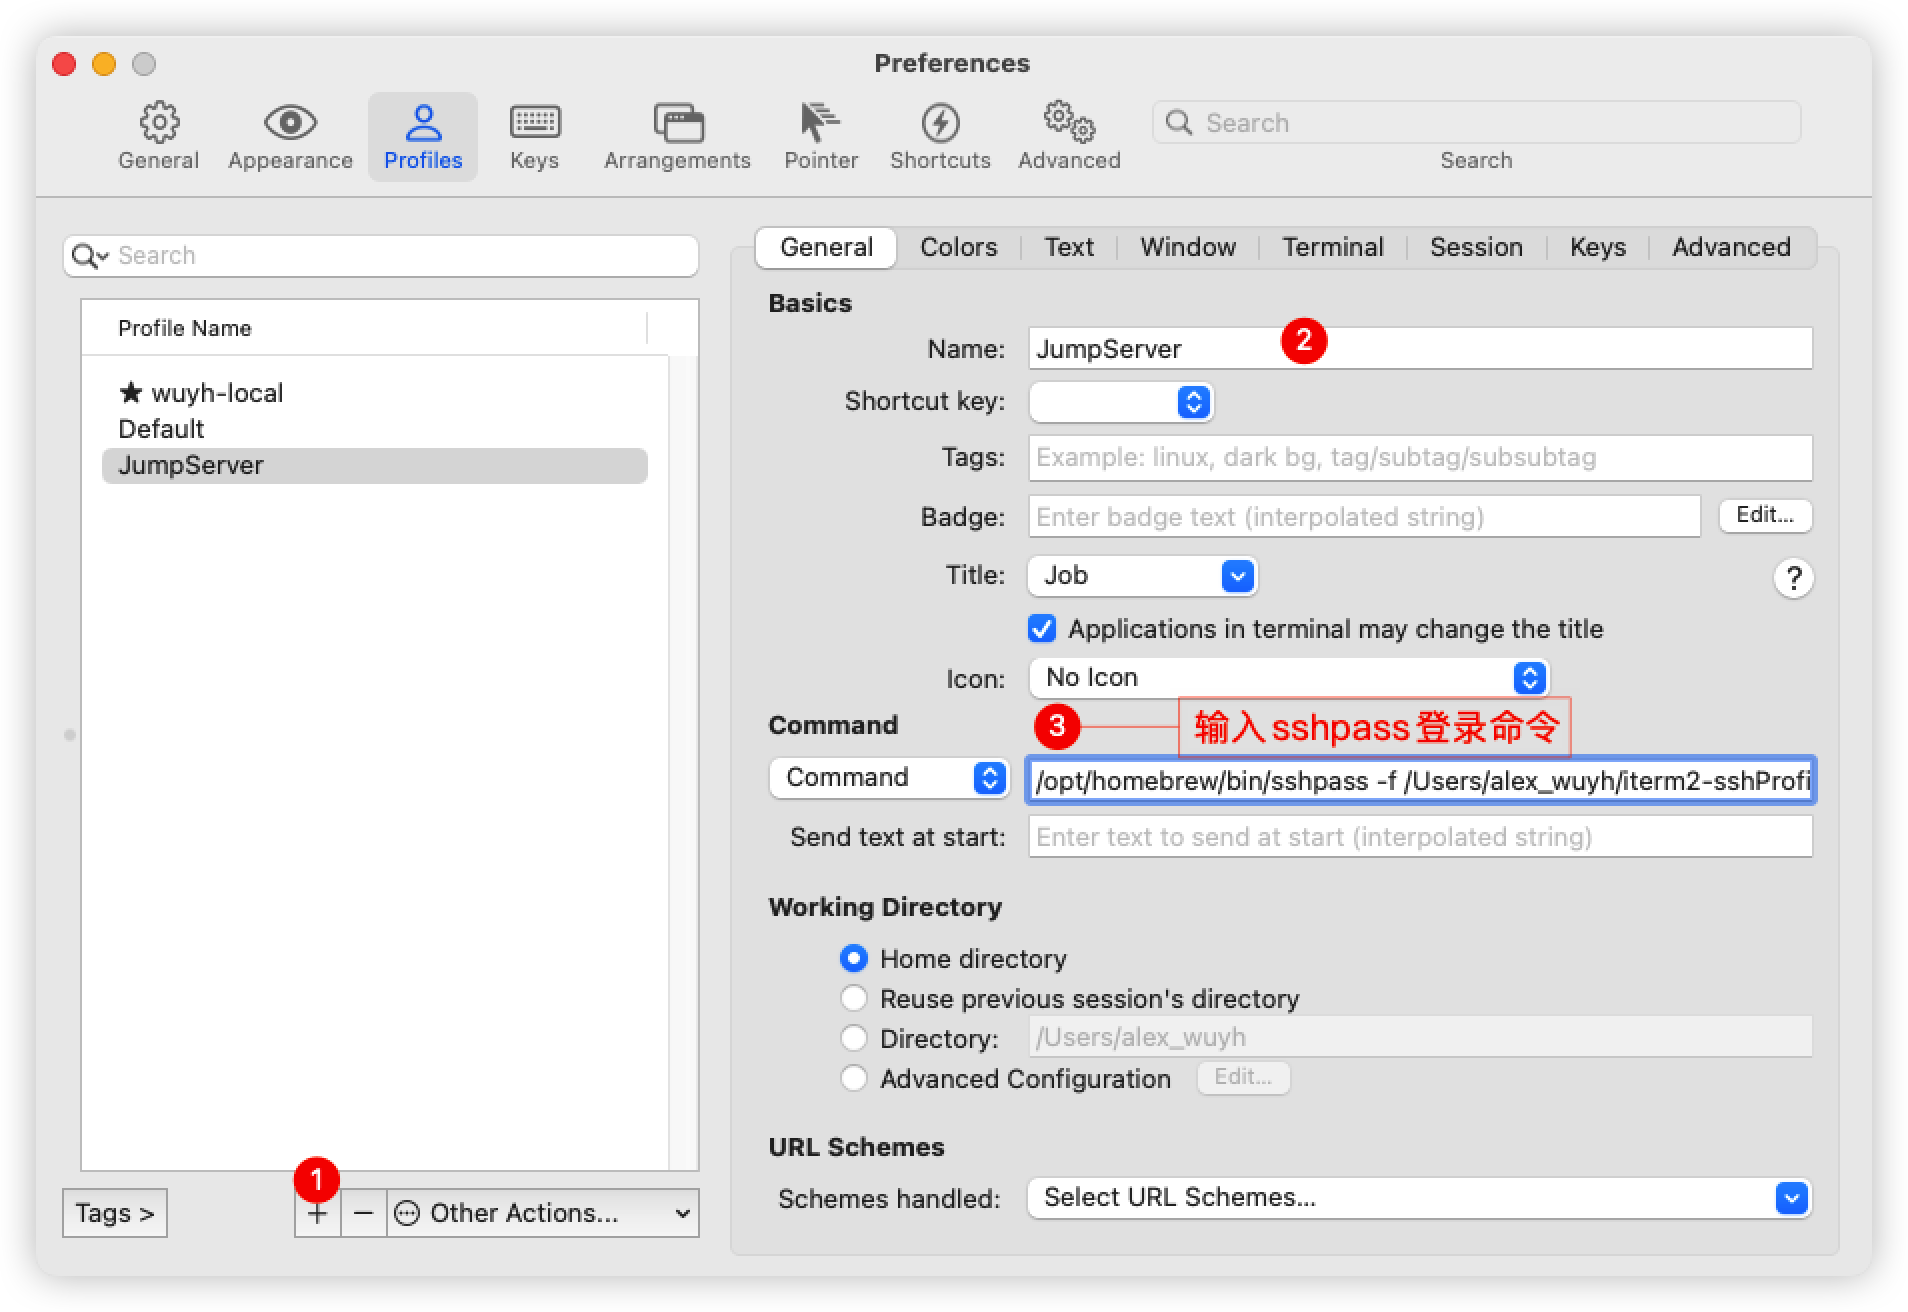 Preferences
General
Appearance
Profiles
Keys
Arrangements
Pointer
Shortcuts
Advanced
Search
Search
Search
Profile Name
★ wuyh-local
Default
JumpServer
1
Tags >
+
−
Other Actions...
General
Colors
Text
Window
Terminal
Session
Keys
Advanced
Basics
Name: JumpServer
2
Shortcut key:
Tags: Example: linux, dark bg, tag/subtag/subsubtag
Badge: Enter badge text (interpolated string)
Edit...
Title: Job
?
Applications in terminal may change the title
Icon: No Icon
Command
3
输入sshpass登录命令
Command
/opt/homebrew/bin/sshpass -f /Users/alex_wuyh/iterm2-sshProfi
Send text at start: Enter text to send at start (interpolated string)
Working Directory
Home directory
Reuse previous session's directory
Directory: /Users/alex_wuyh
Advanced Configuration
Edit...
URL Schemes
Schemes handled: Select URL Schemes...